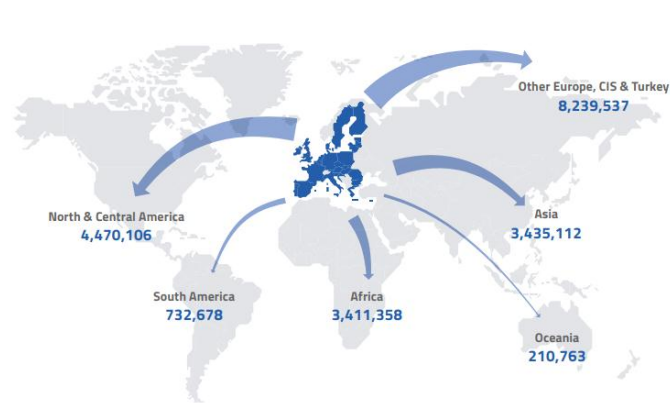 Other Europe, CIS & Turkey
8,239,537
North & Central America
4,470,106
Asia
3,435,112
South America
732,678
Africa
3,411,358
Oceania
210,763